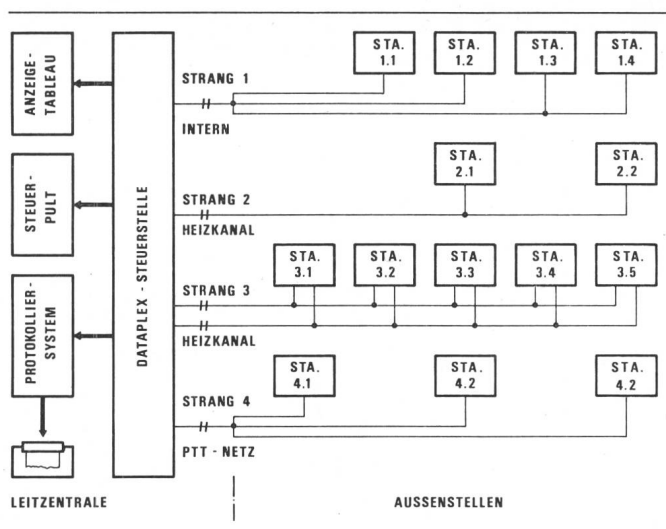 ANZEIGE-
TABLEAU
STEUER-
PULT
PROTOKOLLIER-
SYSTEM
DATAPLEX - STEUERSTELLE
STRANG 1
INTERN
STA.
1.1
STA.
1.2
STA.
1.3
STA.
1.4
STRANG 2
HEIZKANAL
STA.
2.1
STA.
2.2
STRANG 3
HEIZKANAL
STA.
3.1
STA.
3.2
STA.
3.3
STA.
3.4
STA.
3.5
STRANG 4
PTT - NETZ
STA.
4.1
STA.
4.2
STA.
4.2
LEITZENTRALE
AUSSENSTELLEN